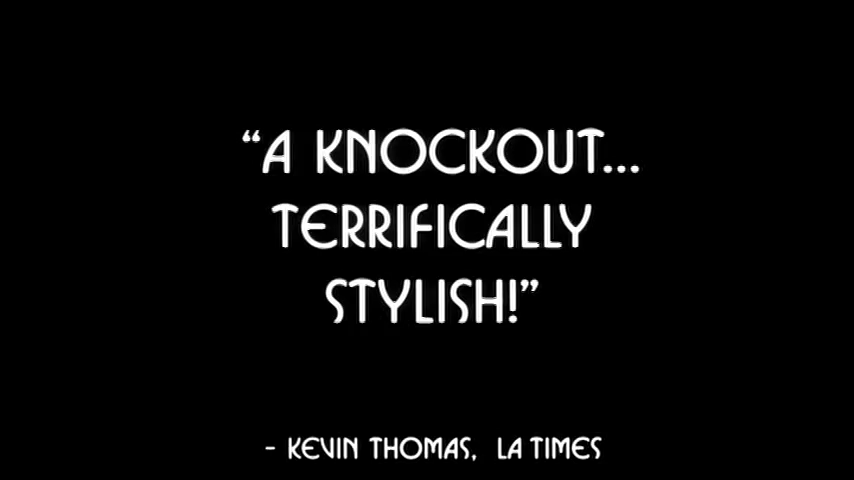 “A KNOCKOUT...
TERRIFICALLY
STYLISH!”
- KEVIN THOMAS, LA TIMES